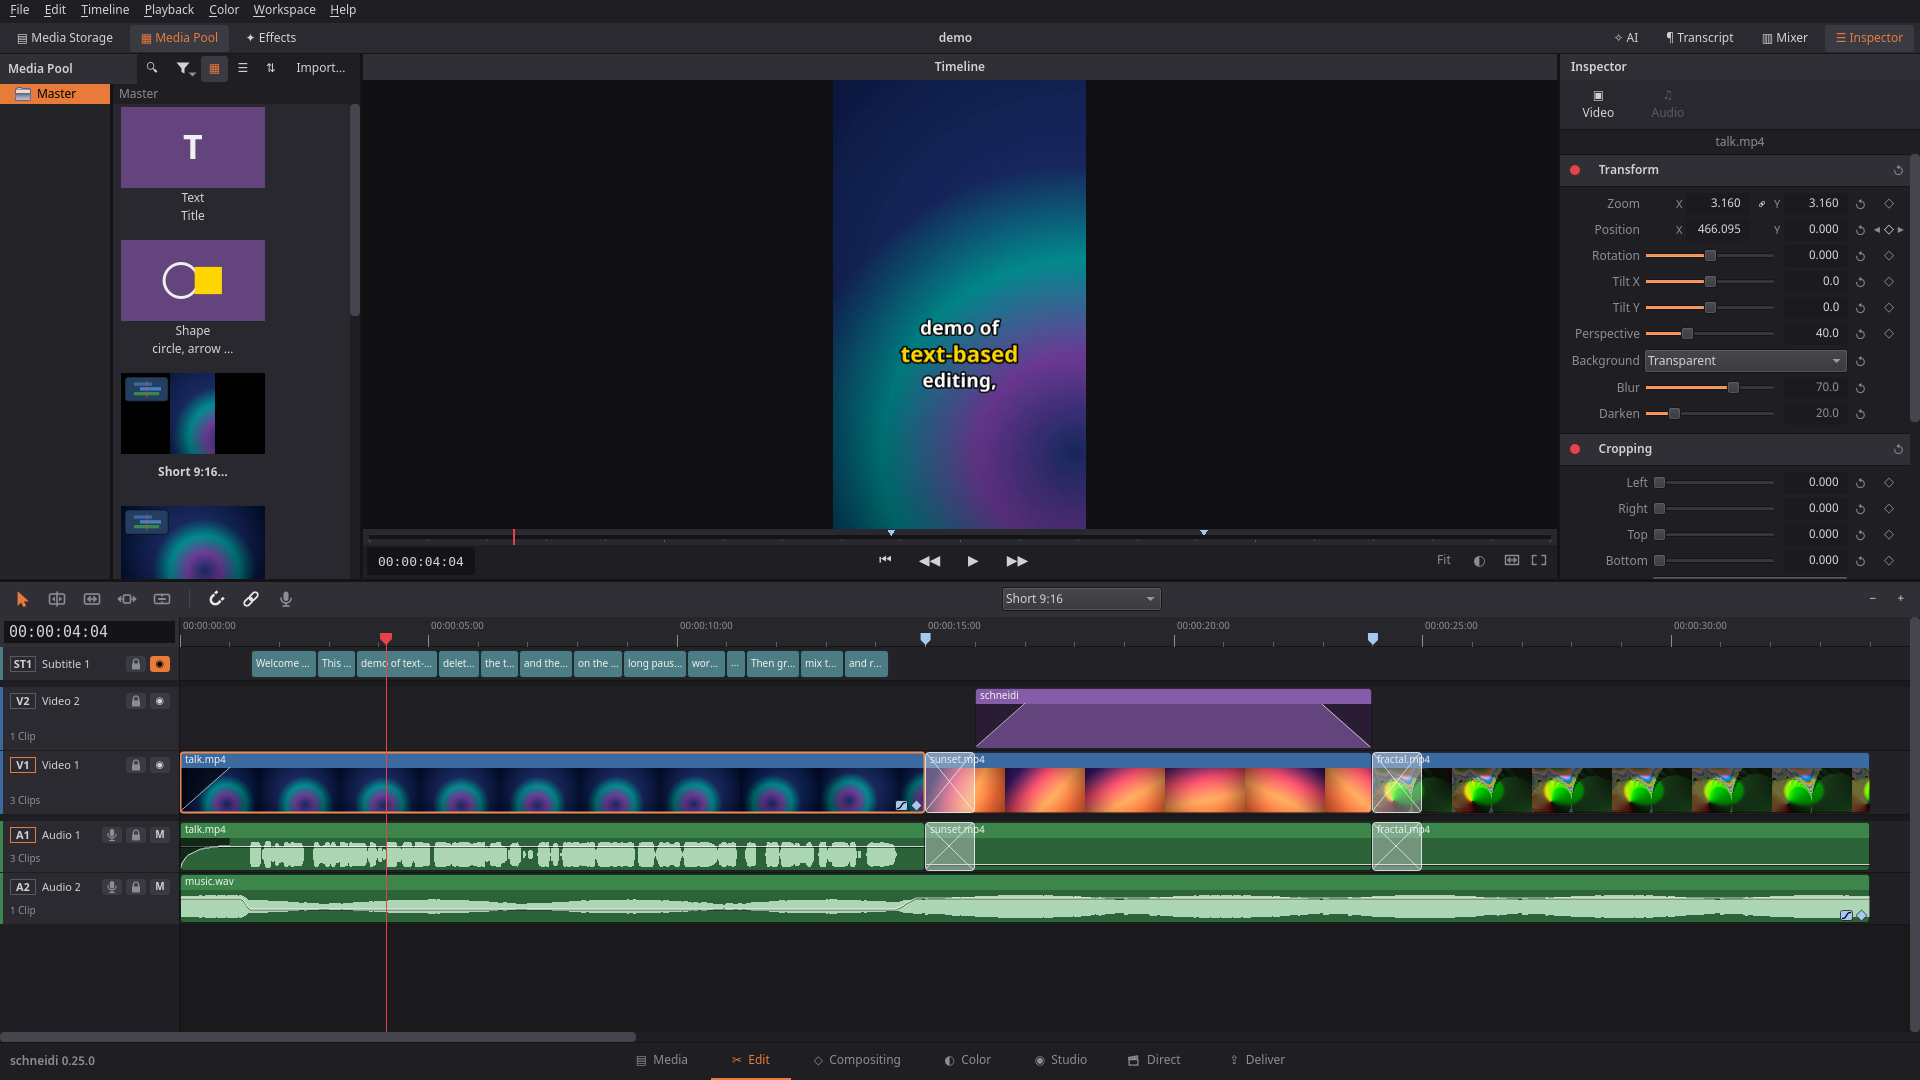 File Edit Timeline Playback Color Workspace Help
Media Storage Media Pool Effects demo AI Transcript Mixer Inspector
Media Pool Import... Timeline Inspector
Master Master
T
Text
Title
Shape
circle, arrow ...
Short 9:16...
demo of
text-based
editing,
00:00:04:04 Fit
Video Audio
talk.mp4
Transform
Zoom X 3.160 Y 3.160
Position X 466.095 Y 0.000
Rotation 0.000
Tilt X 0.0
Tilt Y 0.0
Perspective 40.0
Background Transparent
Blur 70.0
Darken 20.0
Cropping
Left 0.000
Right 0.000
Top 0.000
Bottom 0.000
Short 9:16
00:00:04:04 00:00:00:00 00:00:05:00 00:00:10:00 00:00:15:00 00:00:20:00 00:00:25:00 00:00:30:00
ST1 Subtitle 1 Welcome ... This ... demo of text-... delet... the t... and the... on the ... long paus... wor... ... Then gr... mix t... and r...
V2 Video 2 schneidi
1 Clip
V1 Video 1 talk.mp4 sunset.mp4 fractal.mp4
3 Clips
A1 Audio 1 M talk.mp4 sunset.mp4 fractal.mp4
3 Clips
A2 Audio 2 M music.wav
1 Clip
schneidi 0.25.0 Media Edit Compositing Color Studio Direct Deliver